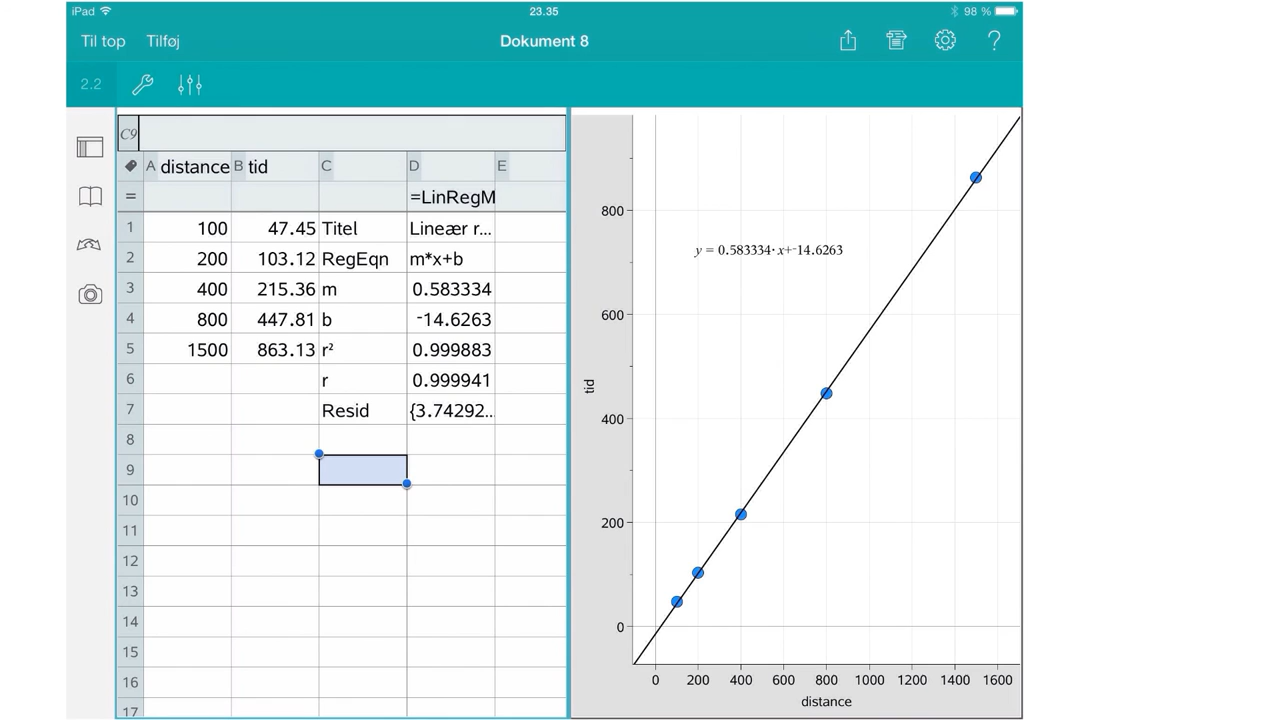 iPad 23.35 98 %
Til top Tilføj Dokument 8 ?
2.2
C9
A distance B tid C D E
= =LinRegM
1 100 47.45 Titel Lineær r...
2 200 103.12 RegEqn m*x+b
3 400 215.36 m 0.583334
4 800 447.81 b ⁻14.6263
5 1500 863.13 r² 0.999883
6 r 0.999941
7 Resid {3.74292..
8
9
10
11
12
13
14
15
16
17
y = 0.583334· x+⁻14.6263
800
600
400
200
0
tid
0 200 400 600 800 1000 1200 1400 1600
distance